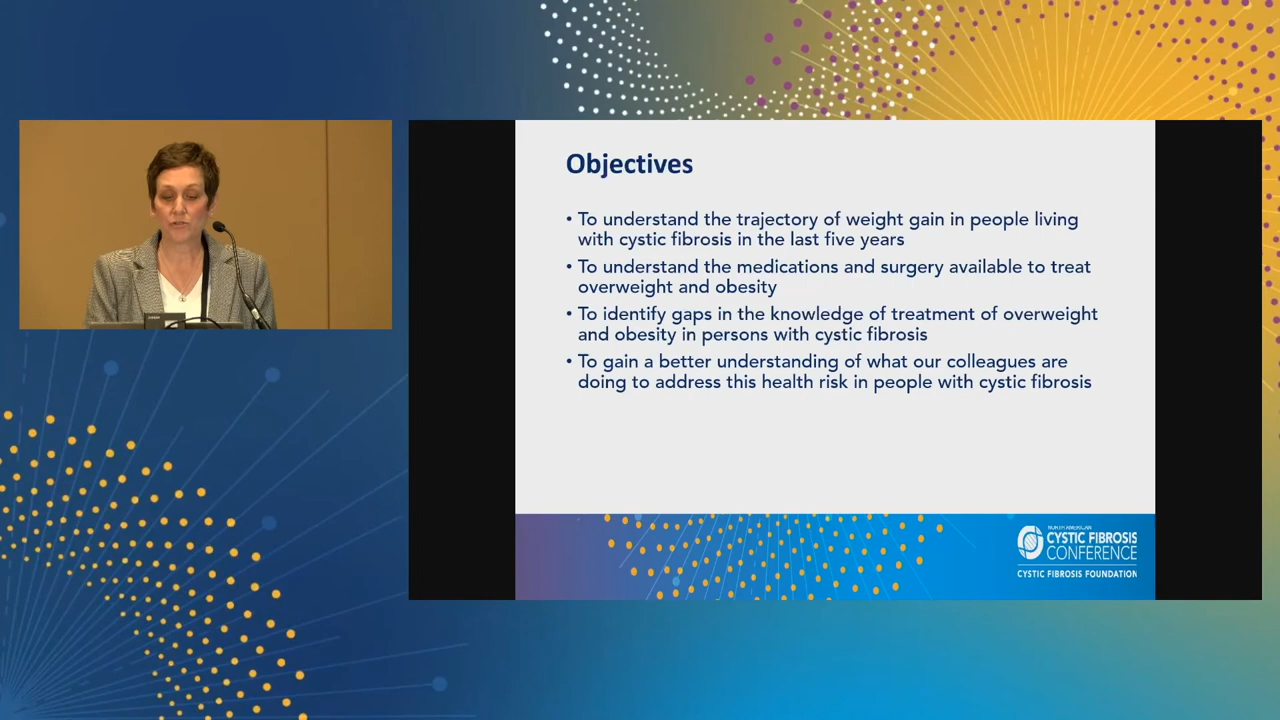 Objectives
• To understand the trajectory of weight gain in people living
with cystic fibrosis in the last five years
• To understand the medications and surgery available to treat
overweight and obesity
• To identify gaps in the knowledge of treatment of overweight
and obesity in persons with cystic fibrosis
• To gain a better understanding of what our colleagues are
doing to address this health risk in people with cystic fibrosis
NORTH AMERICAN
CYSTIC FIBROSIS
CONFERENCE
CYSTIC FIBROSIS FOUNDATION